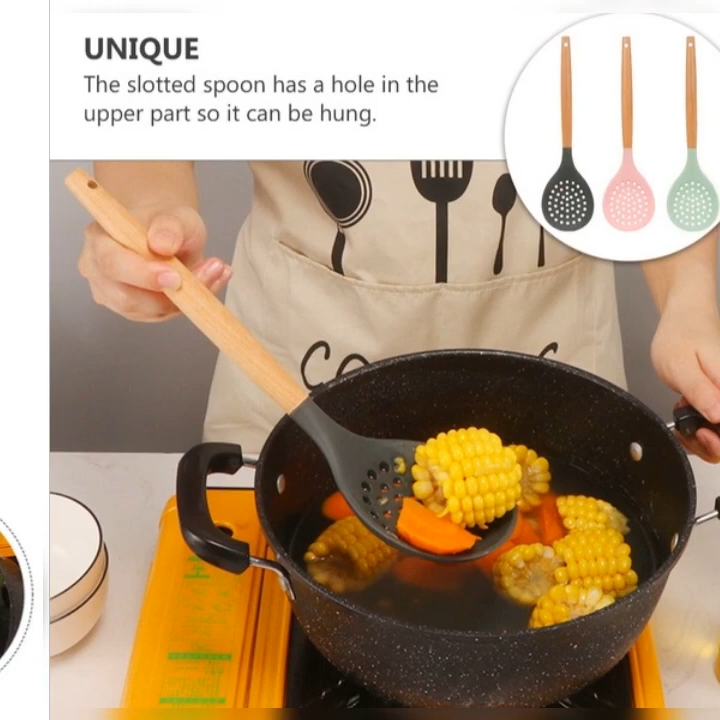 UNIQUE
The slotted spoon has a hole in the
upper part so it can be hung.